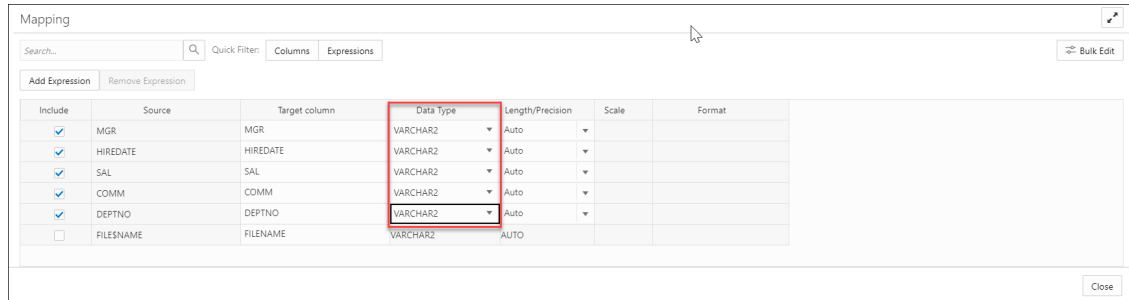 Mapping
Search... Quick Filter: Columns Expressions Bulk Edit
Add Expression Remove Expression
Include Source Target column Data Type Length/Precision Scale Format
MGR MGR VARCHAR2 Auto
HIREDATE HIREDATE VARCHAR2 Auto
SAL SAL VARCHAR2 Auto
COMM COMM VARCHAR2 Auto
DEPTNO DEPTNO VARCHAR2 Auto
FILE$NAME FILENAME VARCHAR2 AUTO
Close